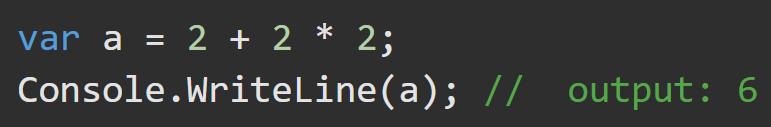 var a = 2 + 2 * 2;
Console.WriteLine(a); //  output: 6